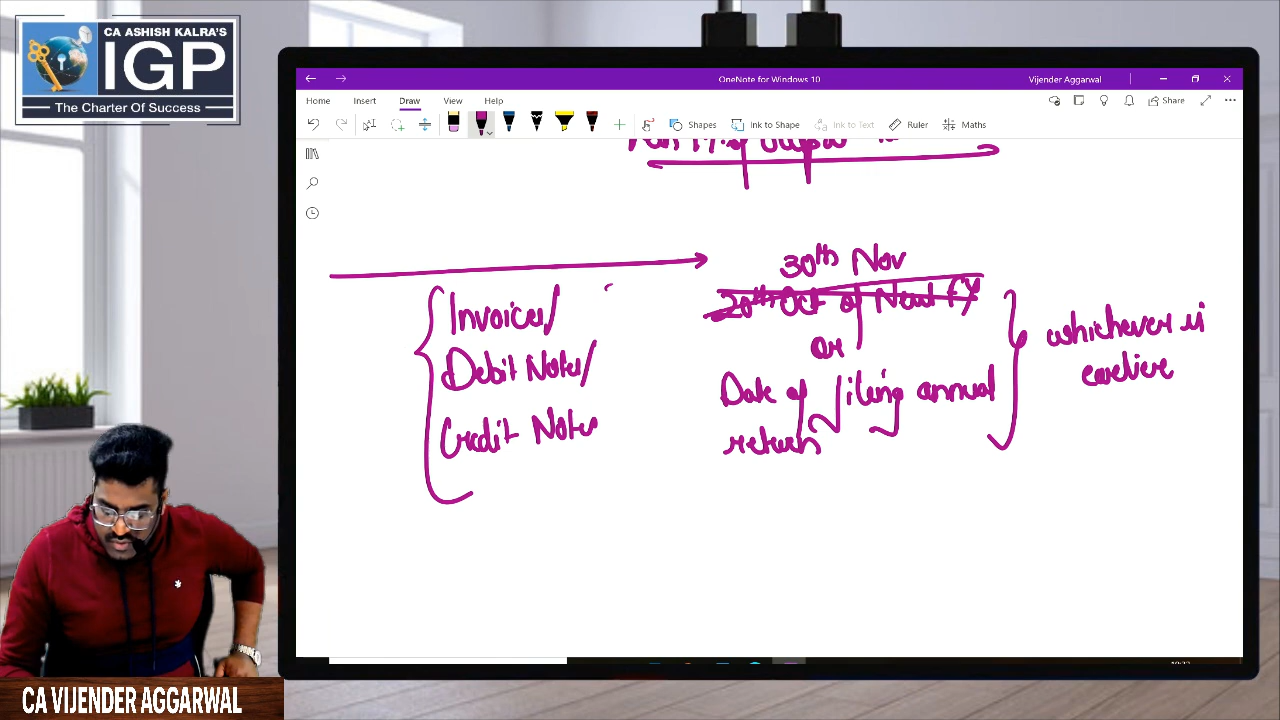 CA ASHISH KALRA'S
IGP
The Charter Of Success
OneNote for Windows 10
Vijender Aggarwal
Home Insert Draw View Help
Share
Shapes Ink to Shape Ink to Text Ruler Maths
30th Nov
20th Oct of Next FY
Invoice/
or
Debit Note/
Date of filing annual
return
Credit Note
whichever is
earlier
CA VIJENDER AGGARWAL